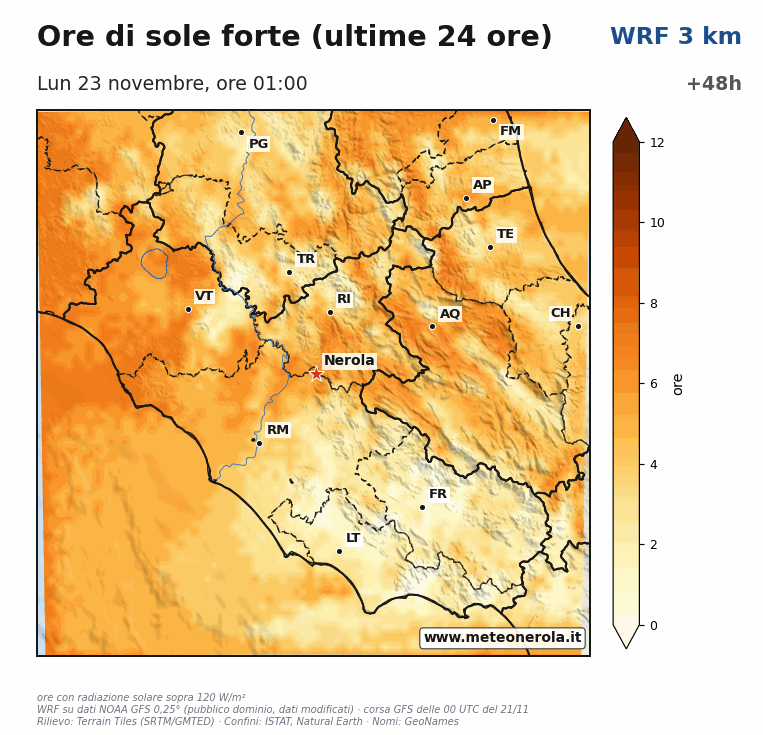 Ore di sole forte (ultime 24 ore)
WRF 3 km
Lun 23 novembre, ore 01:00
+48h
FM
PG
AP
TE
TR
VT
RI
AQ
CH
Nerola
RM
FR
LT
www.meteonerola.it
12
10
8
6
4
2
0
ore
ore con radiazione solare sopra 120 W/m²
WRF su dati NOAA GFS 0,25° (pubblico dominio, dati modificati) · corsa GFS delle 00 UTC del 21/11
Rilievo: Terrain Tiles (SRTM/GMTED) · Confini: ISTAT, Natural Earth · Nomi: GeoNames